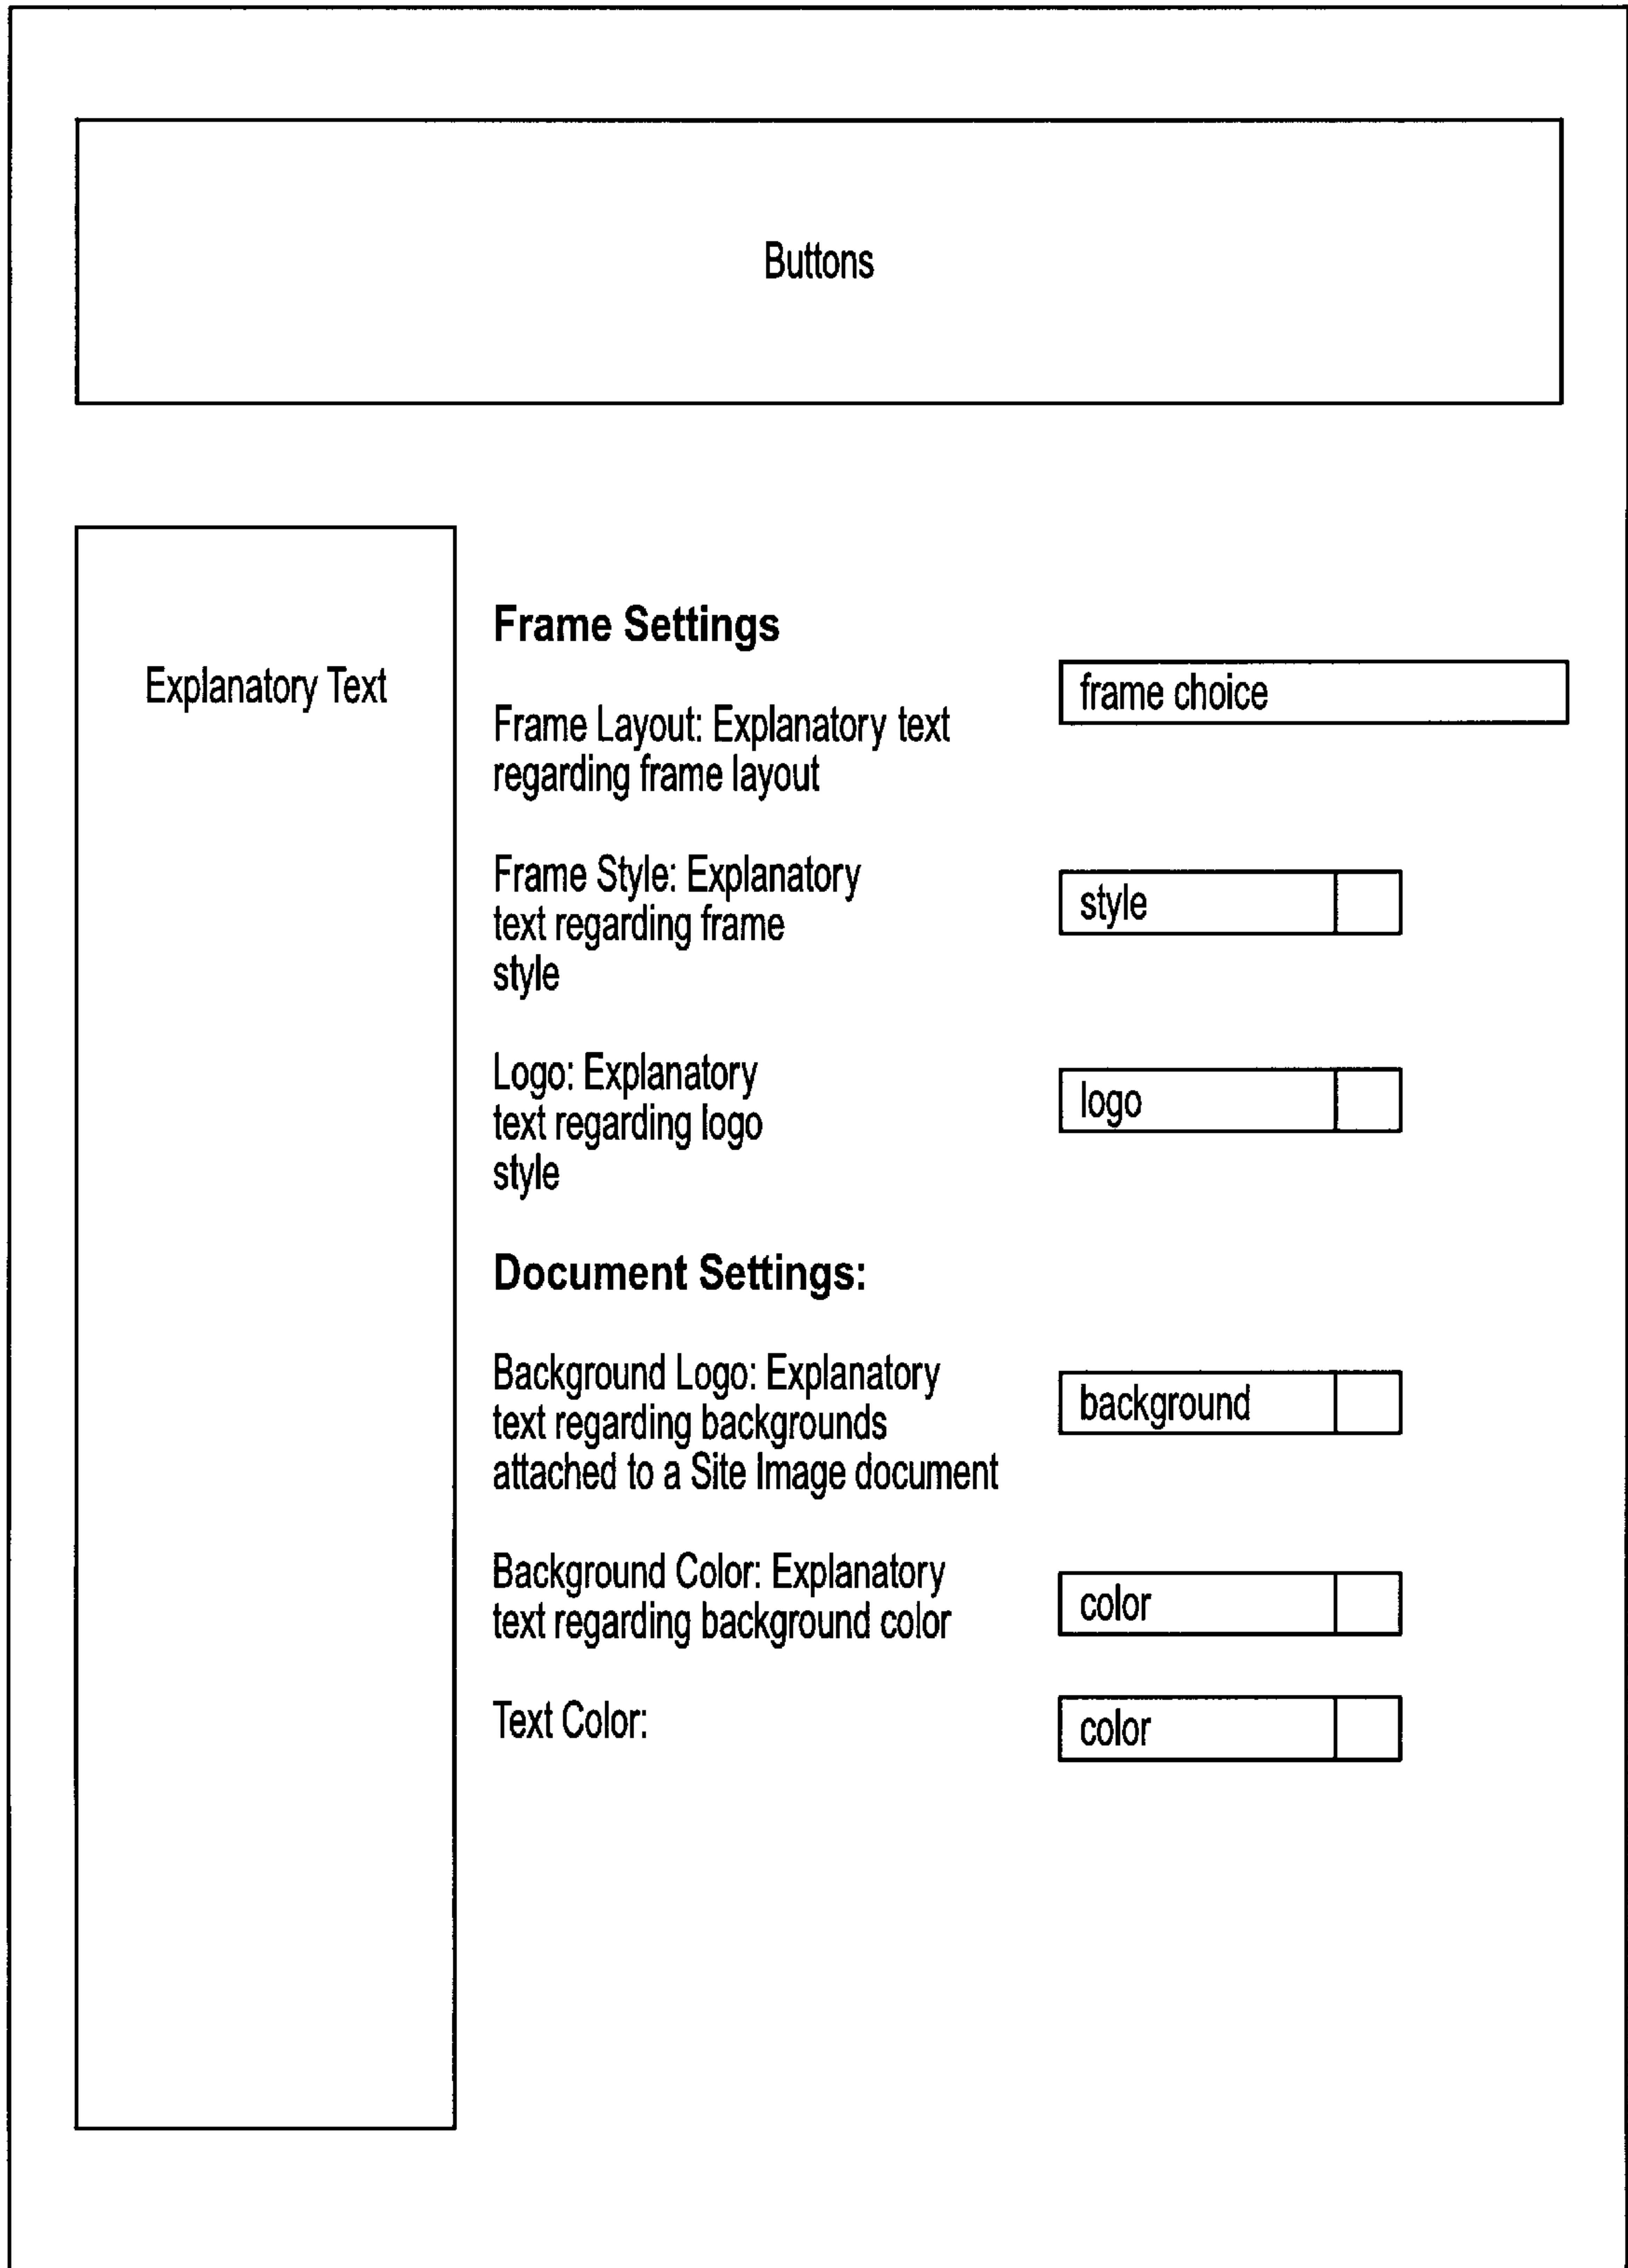 Buttons
Explanatory Text
Frame Settings
frame choice
Frame Layout: Explanatory text
regarding frame layout
Frame Style: Explanatory
text regarding frame
style
style
Logo: Explanatory
text regarding logo
style
logo
Document Settings:
Background Logo: Explanatory
text regarding backgrounds
attached to a Site Image document
background
Background Color: Explanatory
text regarding background color
color
Text Color:
color